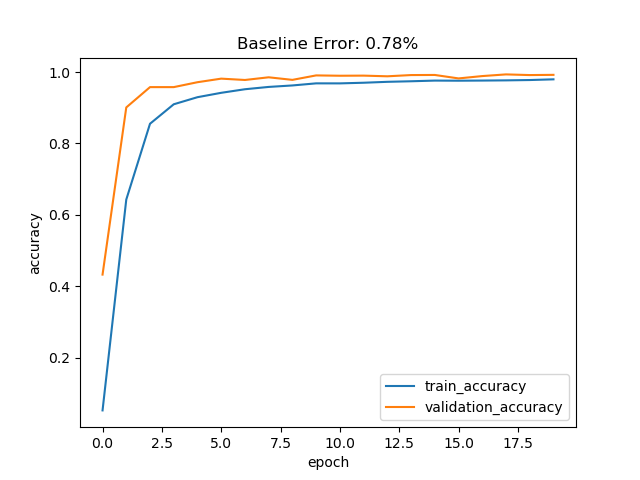 Baseline Error: 0.78%
1.0
0.8
0.6
0.4
0.2
accuracy
0.0 2.5 5.0 7.5 10.0 12.5 15.0 17.5
epoch
train_accuracy
validation_accuracy